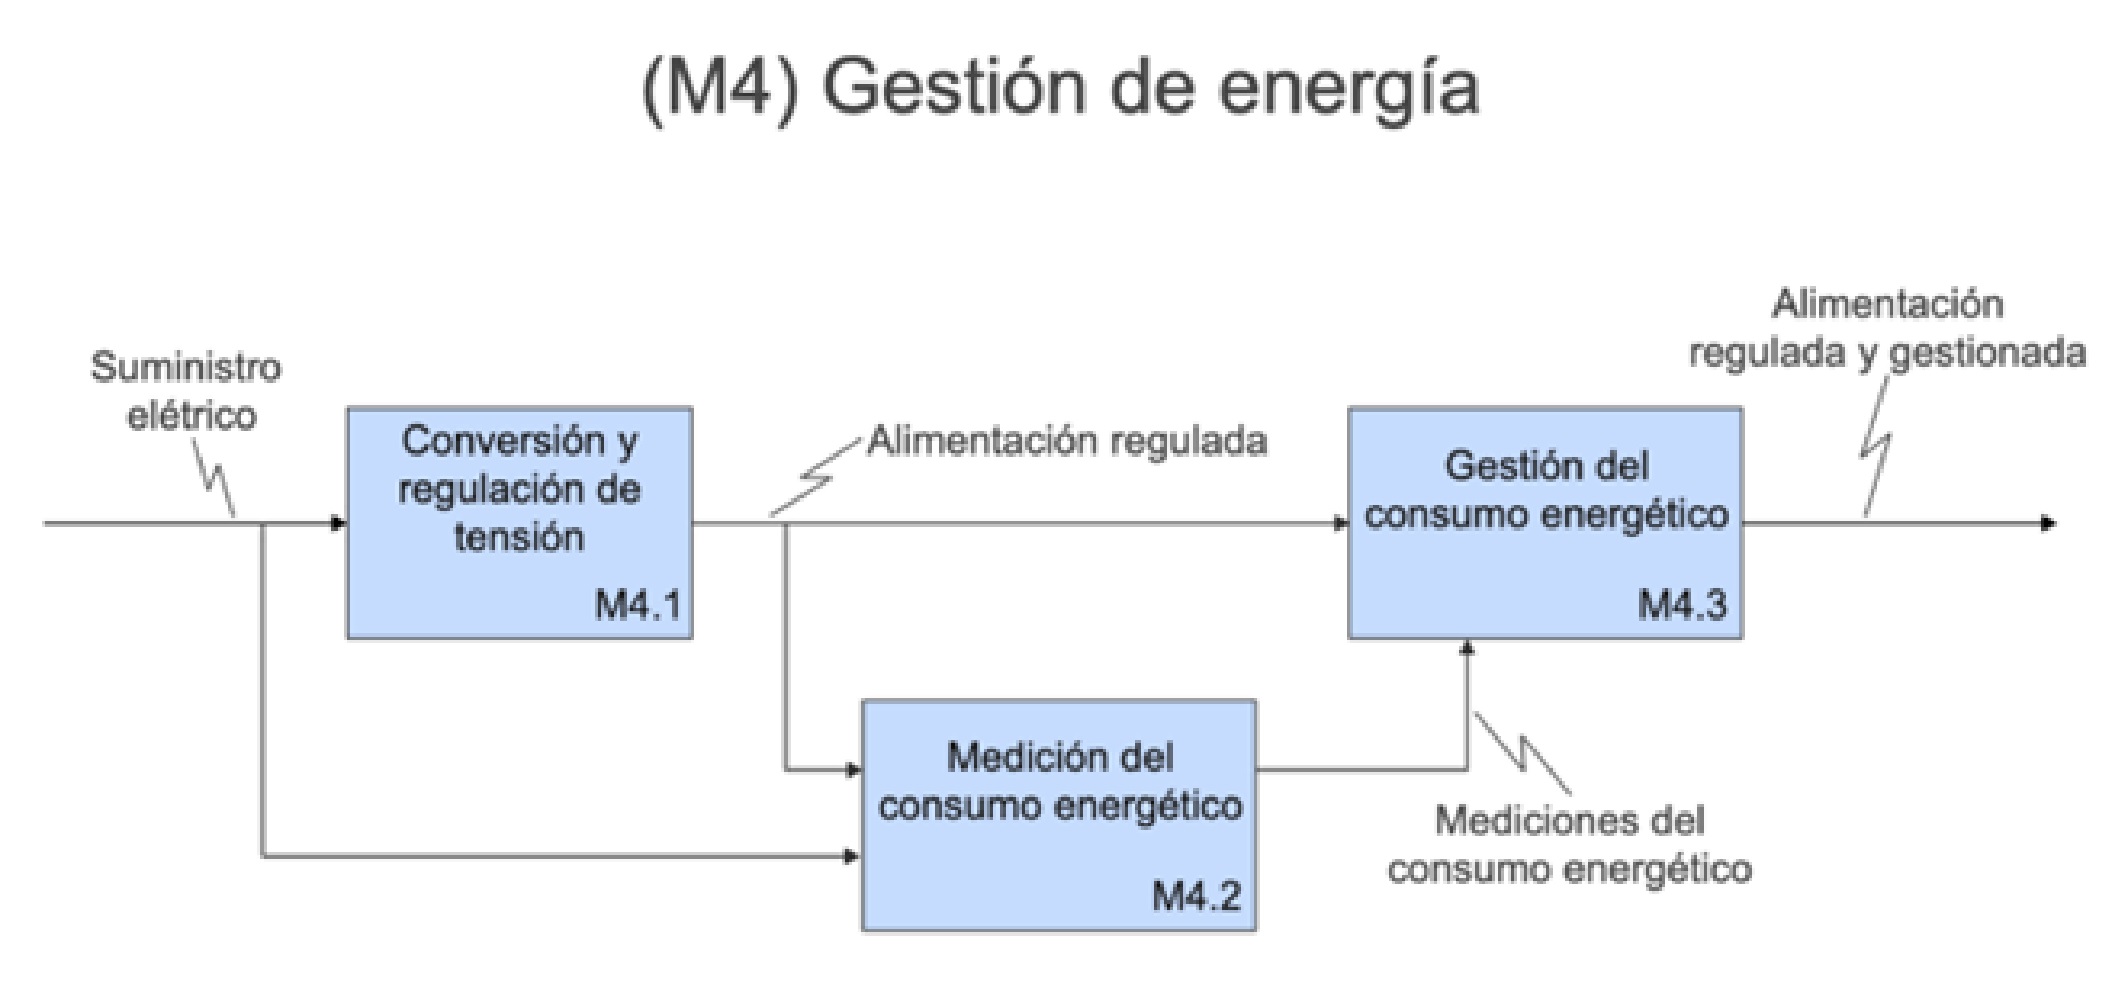 (M4) Gestión de energía
Suministro
elétrico
Conversión y
regulación de
tensión
M4.1
Alimentación regulada
Gestión del
consumo energético
M4.3
Alimentación
regulada y gestionada
Medición del
consumo energético
M4.2
Mediciones del
consumo energético